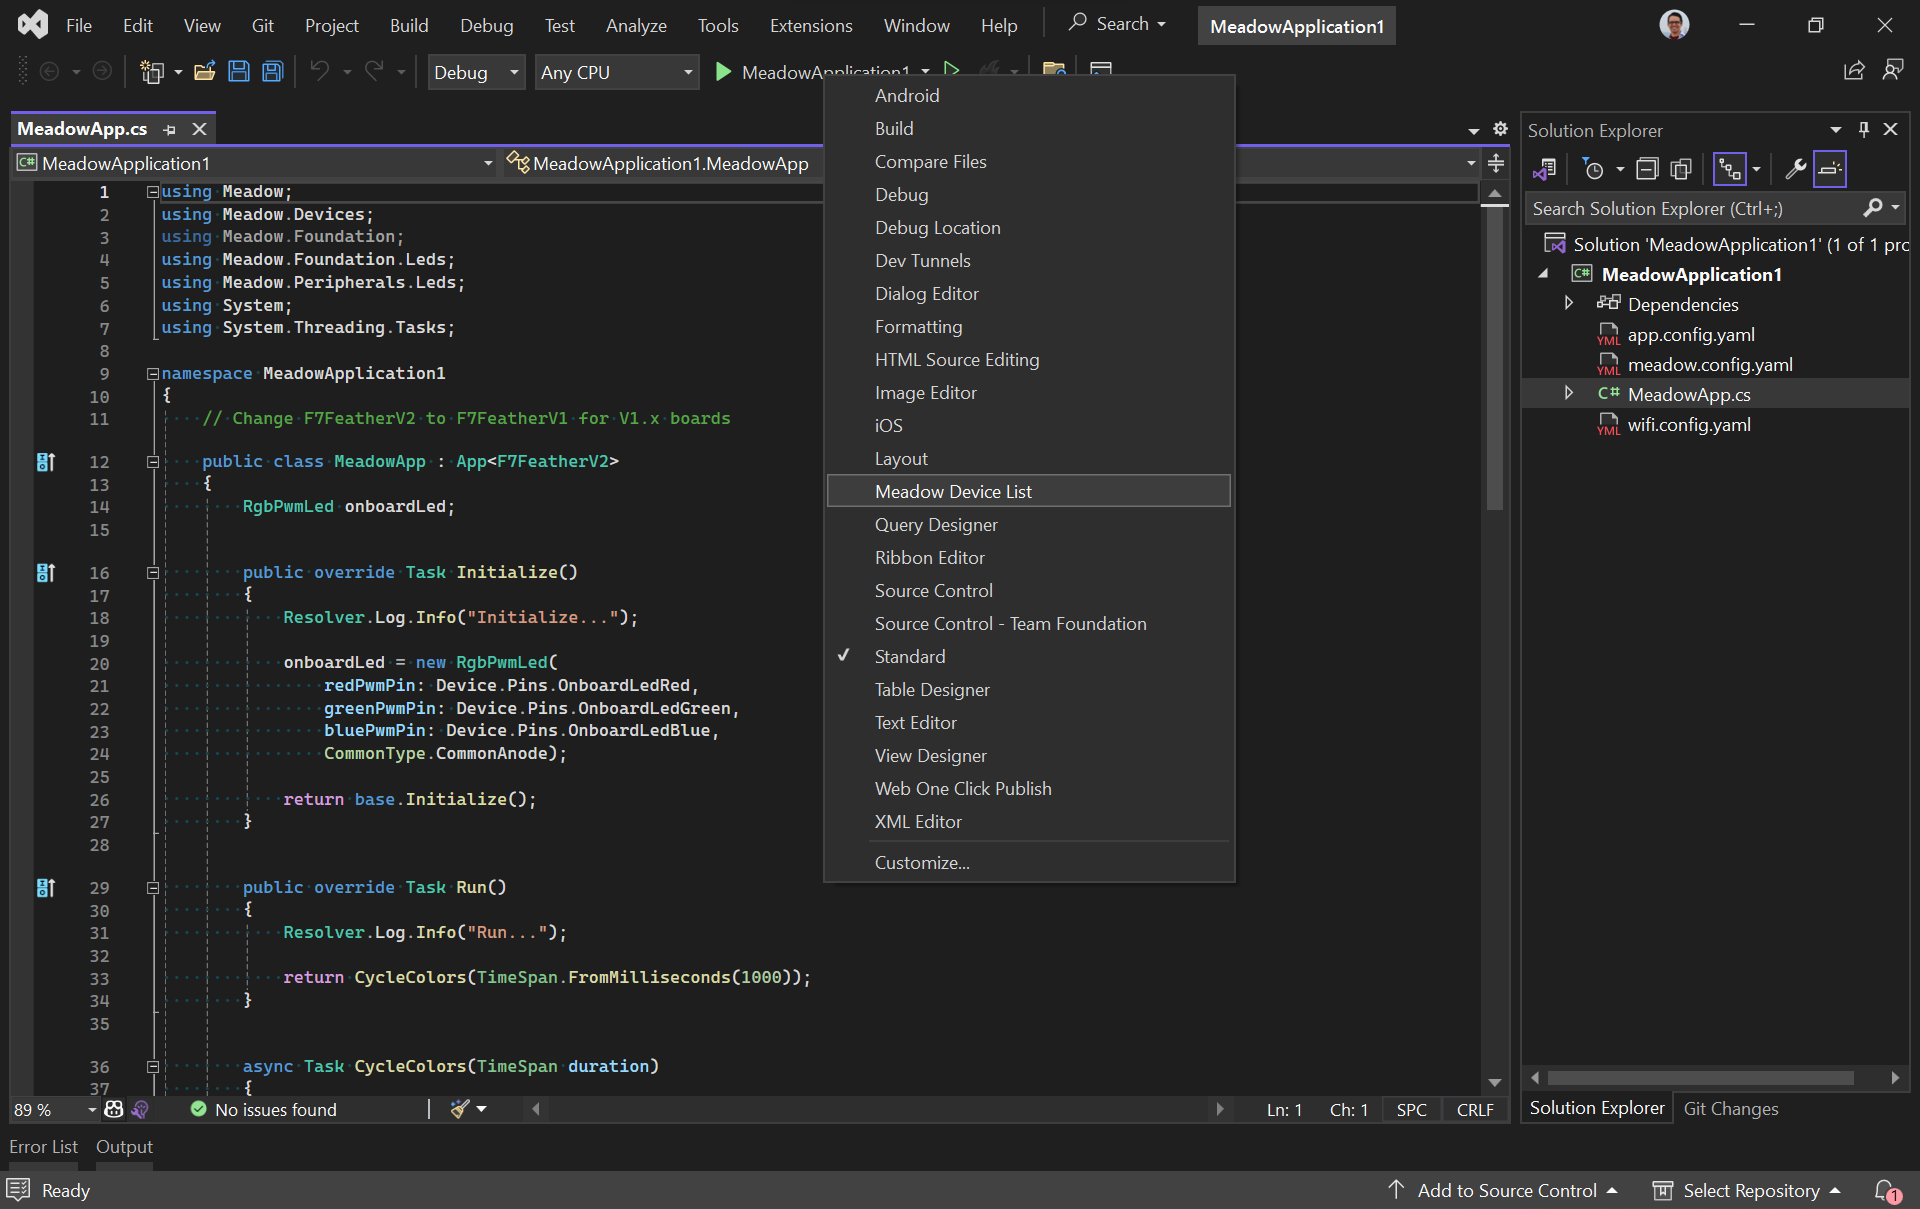 File Edit View Git Project Build Debug Test Analyze Tools Extensions Window Help Search MeadowApplication1
Debug Any CPU MeadowApplication1
MeadowApp.cs
MeadowApplication1 MeadowApplication1.MeadowApp
1 using Meadow;
2 using Meadow.Devices;
3 using Meadow.Foundation;
4 using Meadow.Foundation.Leds;
5 using Meadow.Peripherals.Leds;
6 using System;
7 using System.Threading.Tasks;
8
9 namespace MeadowApplication1
10 {
11 // Change F7FeatherV2 to F7FeatherV1 for V1.x boards
12 public class MeadowApp : App<F7FeatherV2>
13 {
14 RgbPwmLed onboardLed;
15
16 public override Task Initialize()
17 {
18 Resolver.Log.Info("Initialize...");
19
20 onboardLed = new RgbPwmLed(
21 redPwmPin: Device.Pins.OnboardLedRed,
22 greenPwmPin: Device.Pins.OnboardLedGreen,
23 bluePwmPin: Device.Pins.OnboardLedBlue,
24 CommonType.CommonAnode);
25
26 return base.Initialize();
27 }
28
29 public override Task Run()
30 {
31 Resolver.Log.Info("Run...");
32
33 return CycleColors(TimeSpan.FromMilliseconds(1000));
34 }
35
36 async Task CycleColors(TimeSpan duration)
37 {
Android
Build
Compare Files
Debug
Debug Location
Dev Tunnels
Dialog Editor
Formatting
HTML Source Editing
Image Editor
iOS
Layout
Meadow Device List
Query Designer
Ribbon Editor
Source Control
Source Control - Team Foundation
Standard
Table Designer
Text Editor
View Designer
Web One Click Publish
XML Editor
Customize...
Solution Explorer
Search Solution Explorer (Ctrl+;)
Solution 'MeadowApplication1' (1 of 1 pro
C# MeadowApplication1
Dependencies
YML app.config.yaml
YML meadow.config.yaml
C# MeadowApp.cs
YML wifi.config.yaml
Solution Explorer Git Changes
89 % No issues found Ln: 1 Ch: 1 SPC CRLF
Error List Output
Ready Add to Source Control Select Repository 1